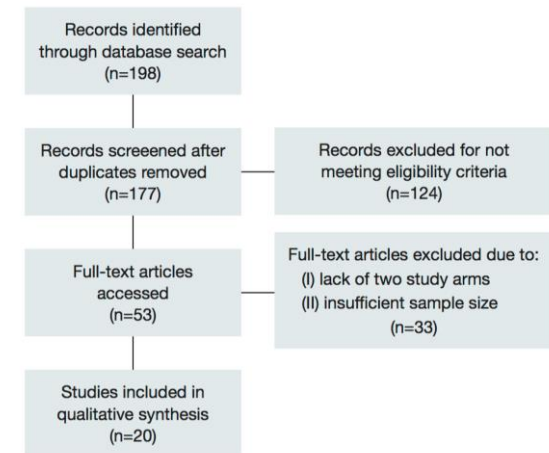 Records identified
through database search
(n=198)
Records screeened after
duplicates removed
(n=177)
Records excluded for not
meeting eligibility criteria
(n=124)
Full-text articles
accessed
(n=53)
Full-text articles excluded due to:
(I) lack of two study arms
(II) insufficient sample size
(n=33)
Studies included in
qualitative synthesis
(n=20)